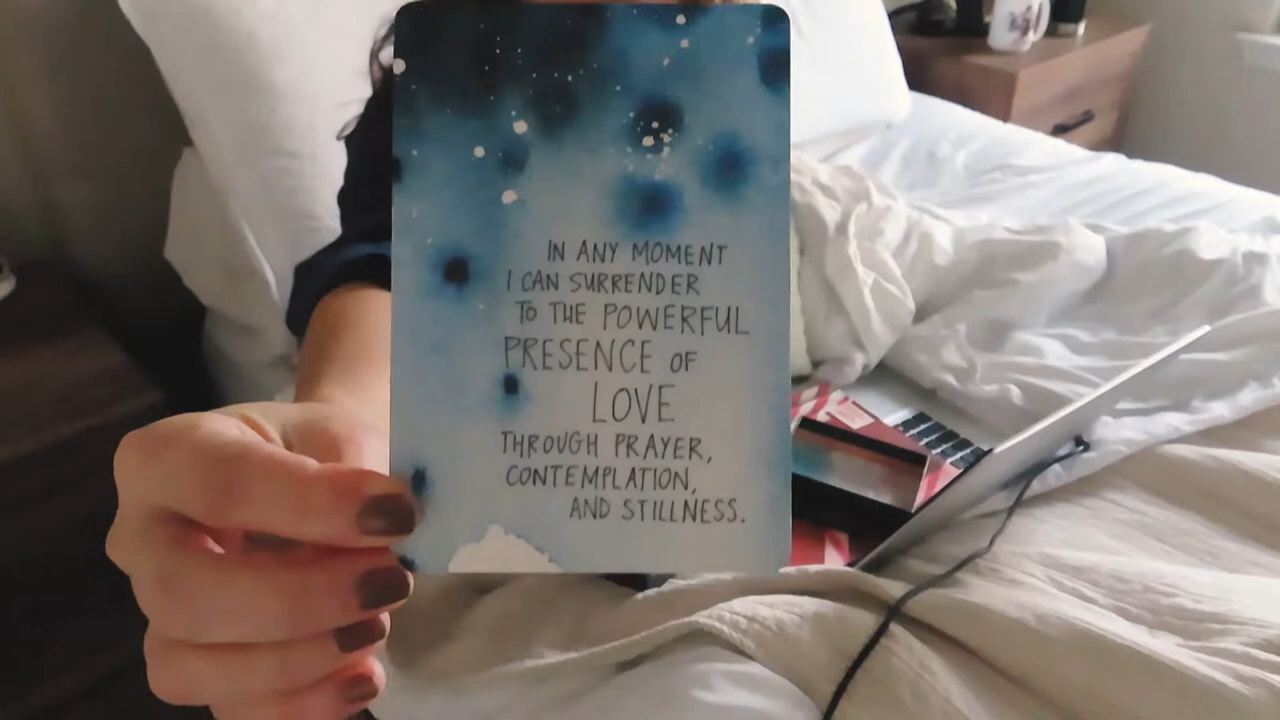 IN ANY MOMENT
I CAN SURRENDER
TO THE POWERFUL
PRESENCE OF
LOVE
THROUGH PRAYER,
CONTEMPLATION,
AND STILLNESS.